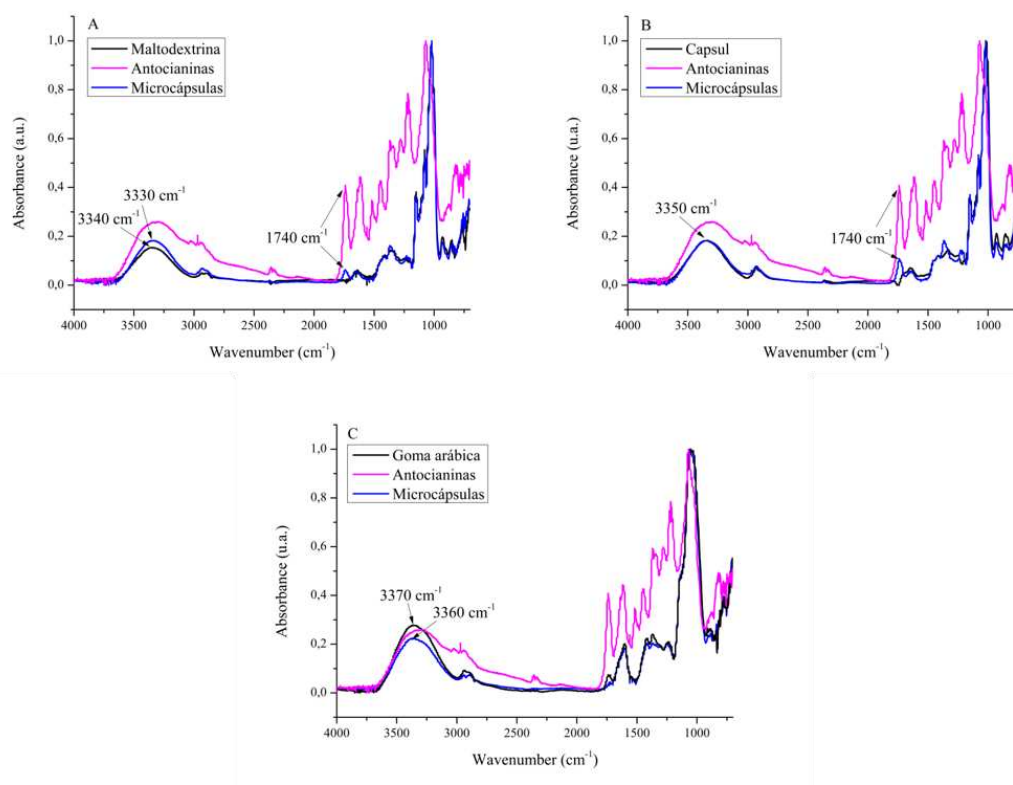 A
Maltodextrina
Antocianinas
Microcápsulas
1,0
0,8
0,6
0,4
0,2
0,0
Absorbance (a.u.)
3330 cm⁻¹
3340 cm⁻¹
1740 cm⁻¹
4000 3500 3000 2500 2000 1500 1000
Wavenumber (cm⁻¹)
B
Capsul
Antocianinas
Microcápsulas
1,0
0,8
0,6
0,4
0,2
0,0
Absorbance (u.a.)
3350 cm⁻¹
1740 cm⁻¹
4000 3500 3000 2500 2000 1500 1000
Wavenumber (cm⁻¹)
C
Goma arábica
Antocianinas
Microcápsulas
1,0
0,8
0,6
0,4
0,2
0,0
Absorbance (u.a.)
3370 cm⁻¹
3360 cm⁻¹
4000 3500 3000 2500 2000 1500 1000
Wavenumber (cm⁻¹)